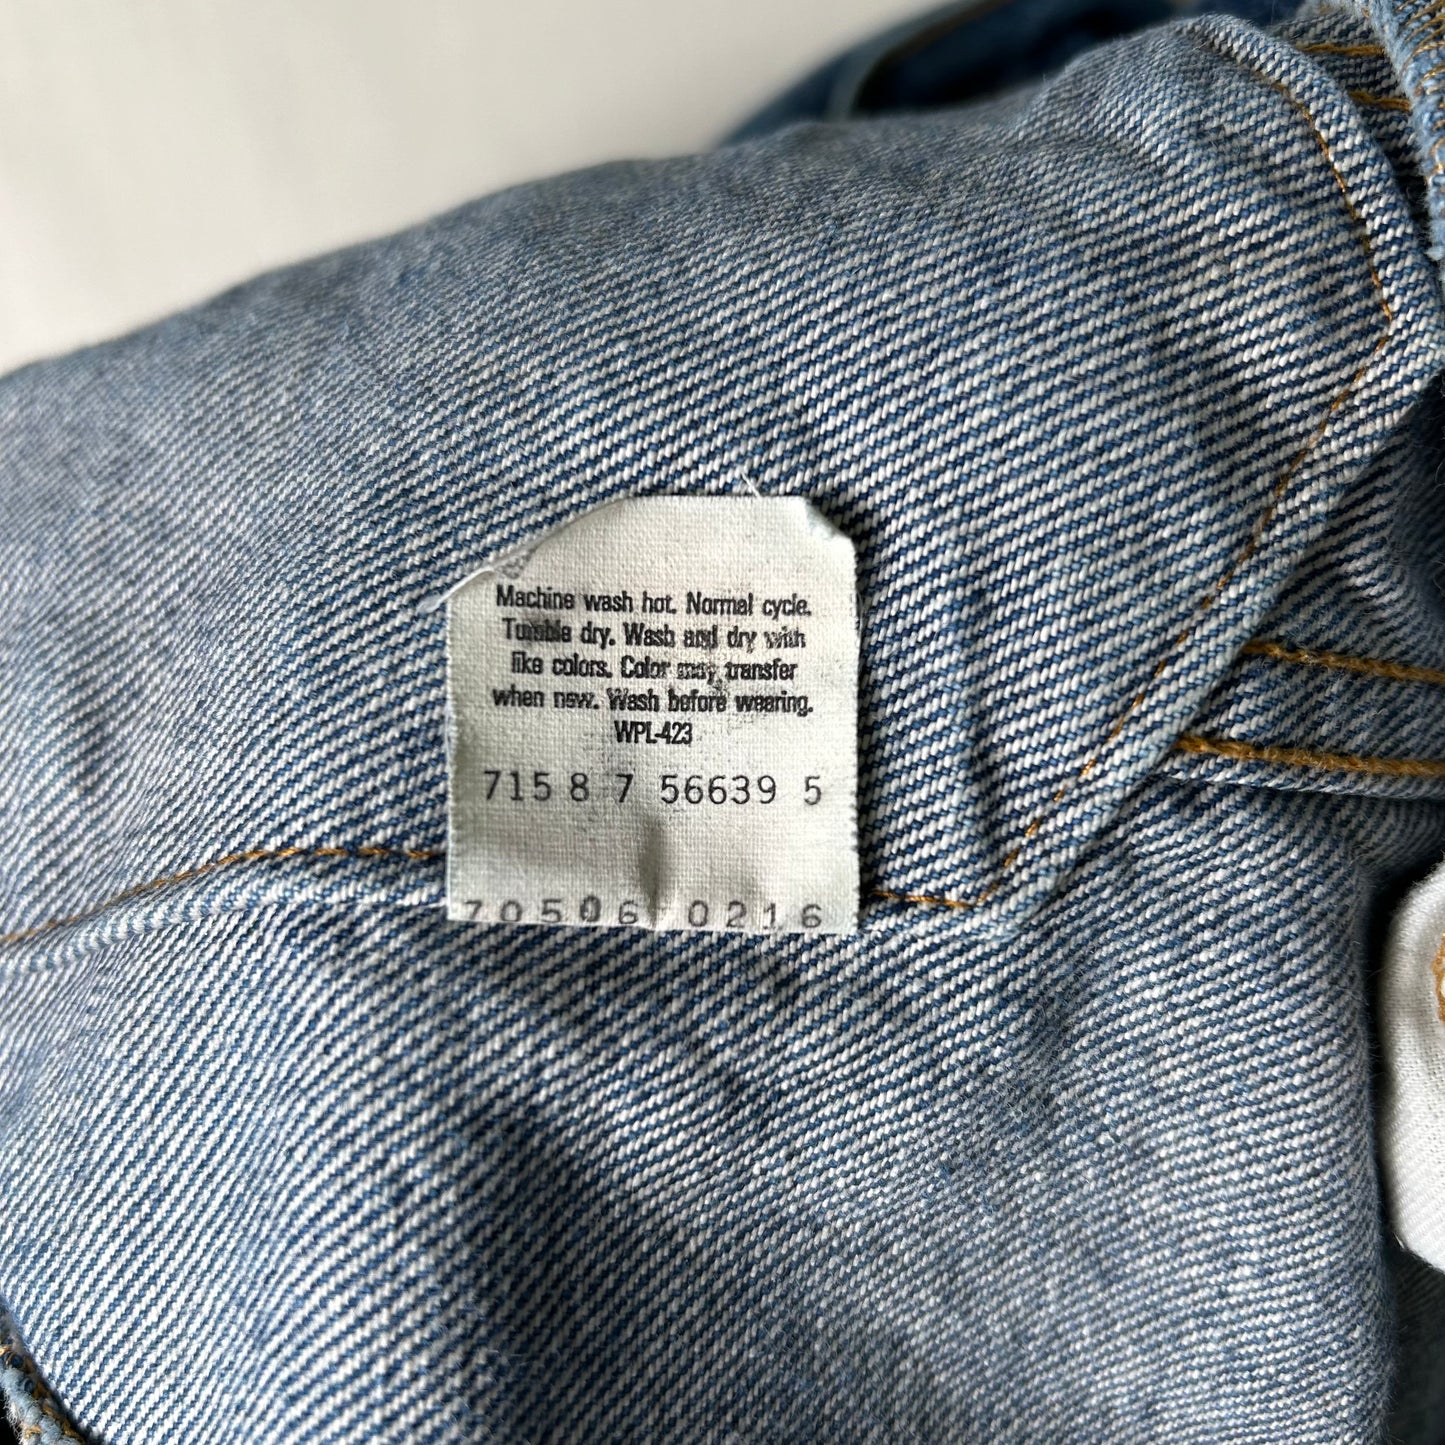 Machine wash hot. Normal cycle.
Tumble dry. Wash and dry with
like colors. Color may transfer
when new. Wash before wearing.
WPL-423
715 8 7 56639 5
70506 0216